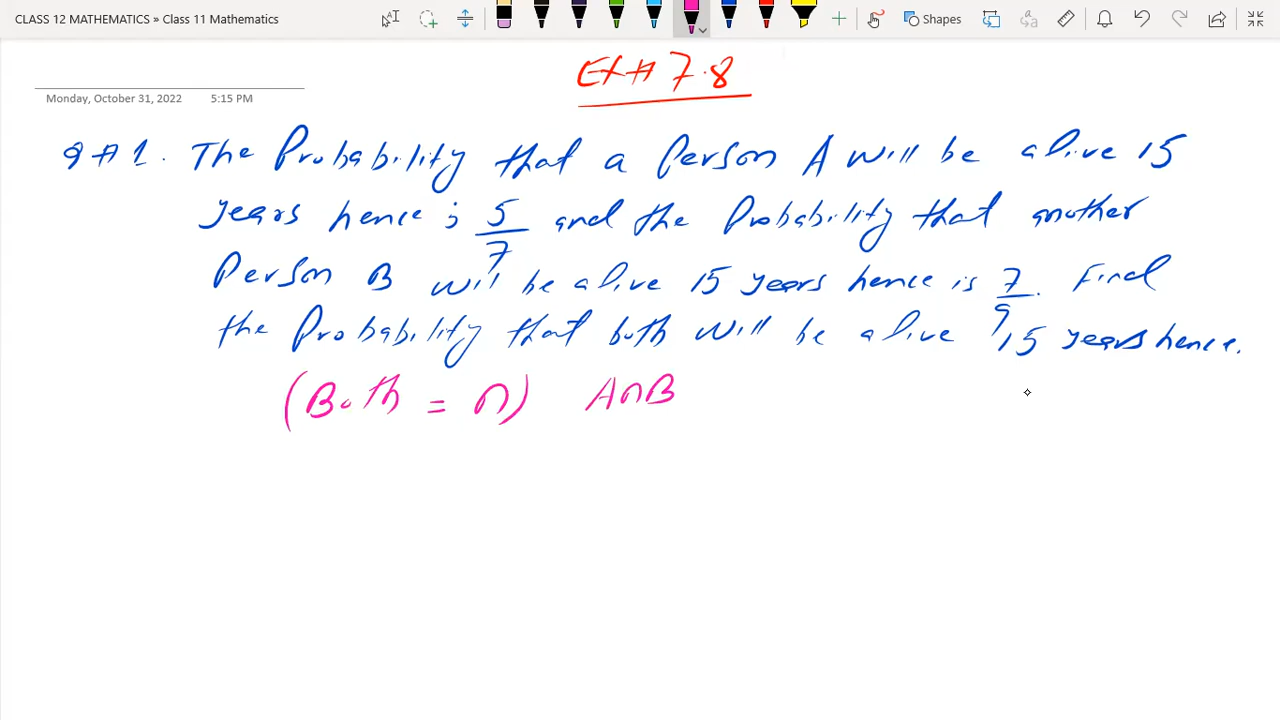 CLASS 12 MATHEMATICS » Class 11 Mathematics
Shapes
Ex # 7.8
Monday, October 31, 2022 5:15 PM
Q # 1. The Probability that a Person A will be alive 15
years hence is 5/7 and the Probability that another
Person B will be alive 15 years hence is 7/9. Find
the Probability that both will be alive 15 years hence.
(Both = ∩) A∩B